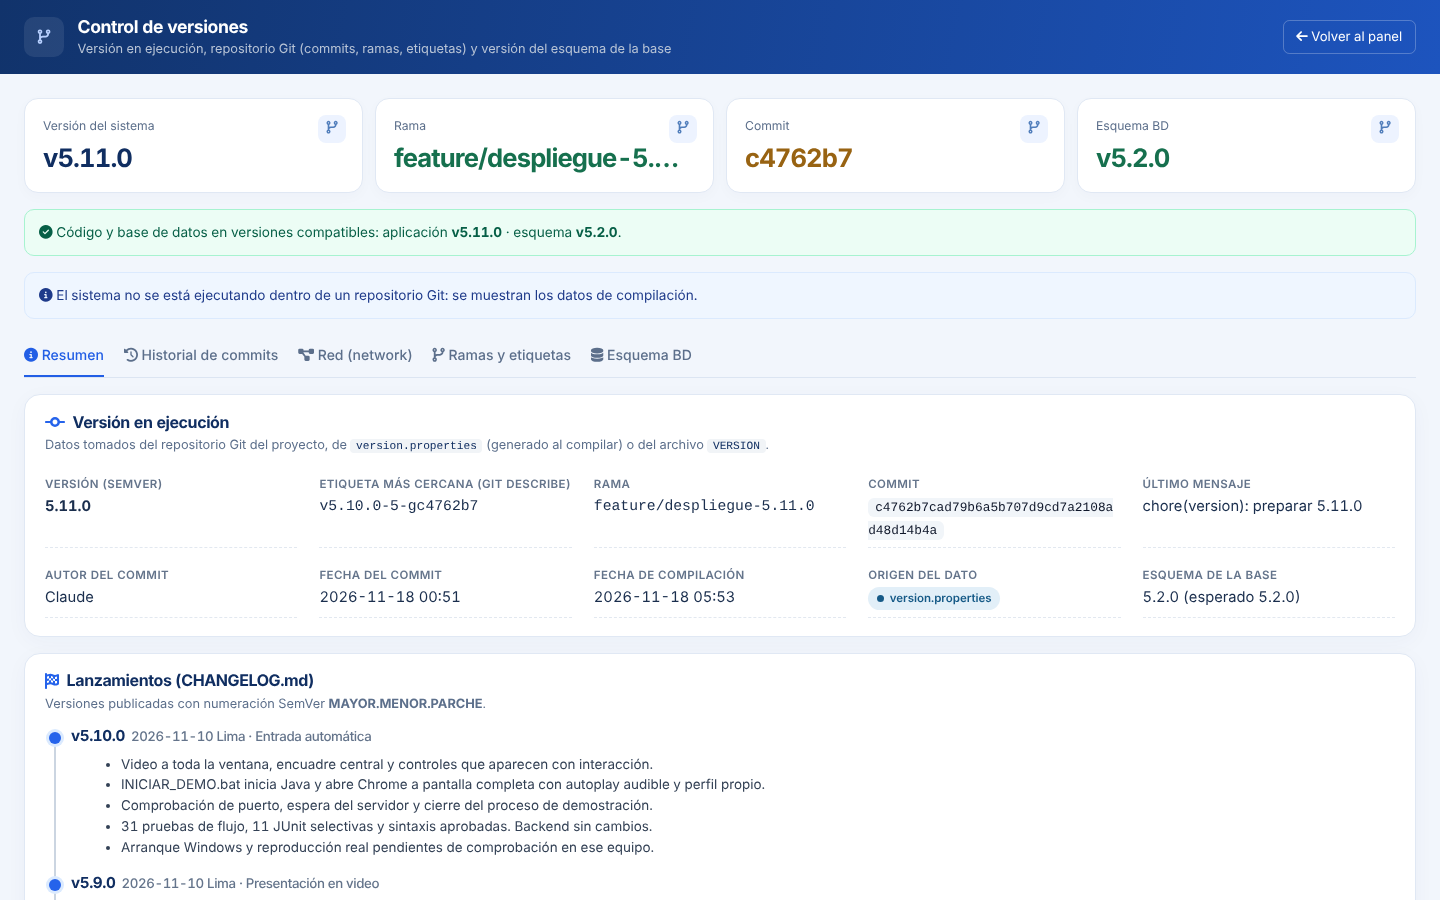 Control de versiones
Versión en ejecución, repositorio Git (commits, ramas, etiquetas) y versión del esquema de la base
Volver al panel
Versión del sistema
v5.11.0
Rama
feature/despliegue-5.…
Commit
c4762b7
Esquema BD
v5.2.0
Código y base de datos en versiones compatibles: aplicación v5.11.0 · esquema v5.2.0.
El sistema no se está ejecutando dentro de un repositorio Git: se muestran los datos de compilación.
Resumen
Historial de commits
Red (network)
Ramas y etiquetas
Esquema BD
Versión en ejecución
Datos tomados del repositorio Git del proyecto, de version.properties (generado al compilar) o del archivo VERSION.
VERSIÓN (SEMVER)
5.11.0
ETIQUETA MÁS CERCANA (GIT DESCRIBE)
v5.10.0-5-gc4762b7
RAMA
feature/despliegue-5.11.0
COMMIT
c4762b7cad79b6a5b707d9cd7a2108a
d48d14b4a
ÚLTIMO MENSAJE
chore(version): preparar 5.11.0
AUTOR DEL COMMIT
Claude
FECHA DEL COMMIT
2026-11-18 00:51
FECHA DE COMPILACIÓN
2026-11-18 05:53
ORIGEN DEL DATO
version.properties
ESQUEMA DE LA BASE
5.2.0 (esperado 5.2.0)
Lanzamientos (CHANGELOG.md)
Versiones publicadas con numeración SemVer MAYOR.MENOR.PARCHE.
v5.10.0 2026-11-10 Lima · Entrada automática
• Video a toda la ventana, encuadre central y controles que aparecen con interacción.
• INICIAR_DEMO.bat inicia Java y abre Chrome a pantalla completa con autoplay audible y perfil propio.
• Comprobación de puerto, espera del servidor y cierre del proceso de demostración.
• 31 pruebas de flujo, 11 JUnit selectivas y sintaxis aprobadas. Backend sin cambios.
• Arranque Windows y reproducción real pendientes de comprobación en ese equipo.
v5.9.0 2026-11-10 Lima · Presentación en video